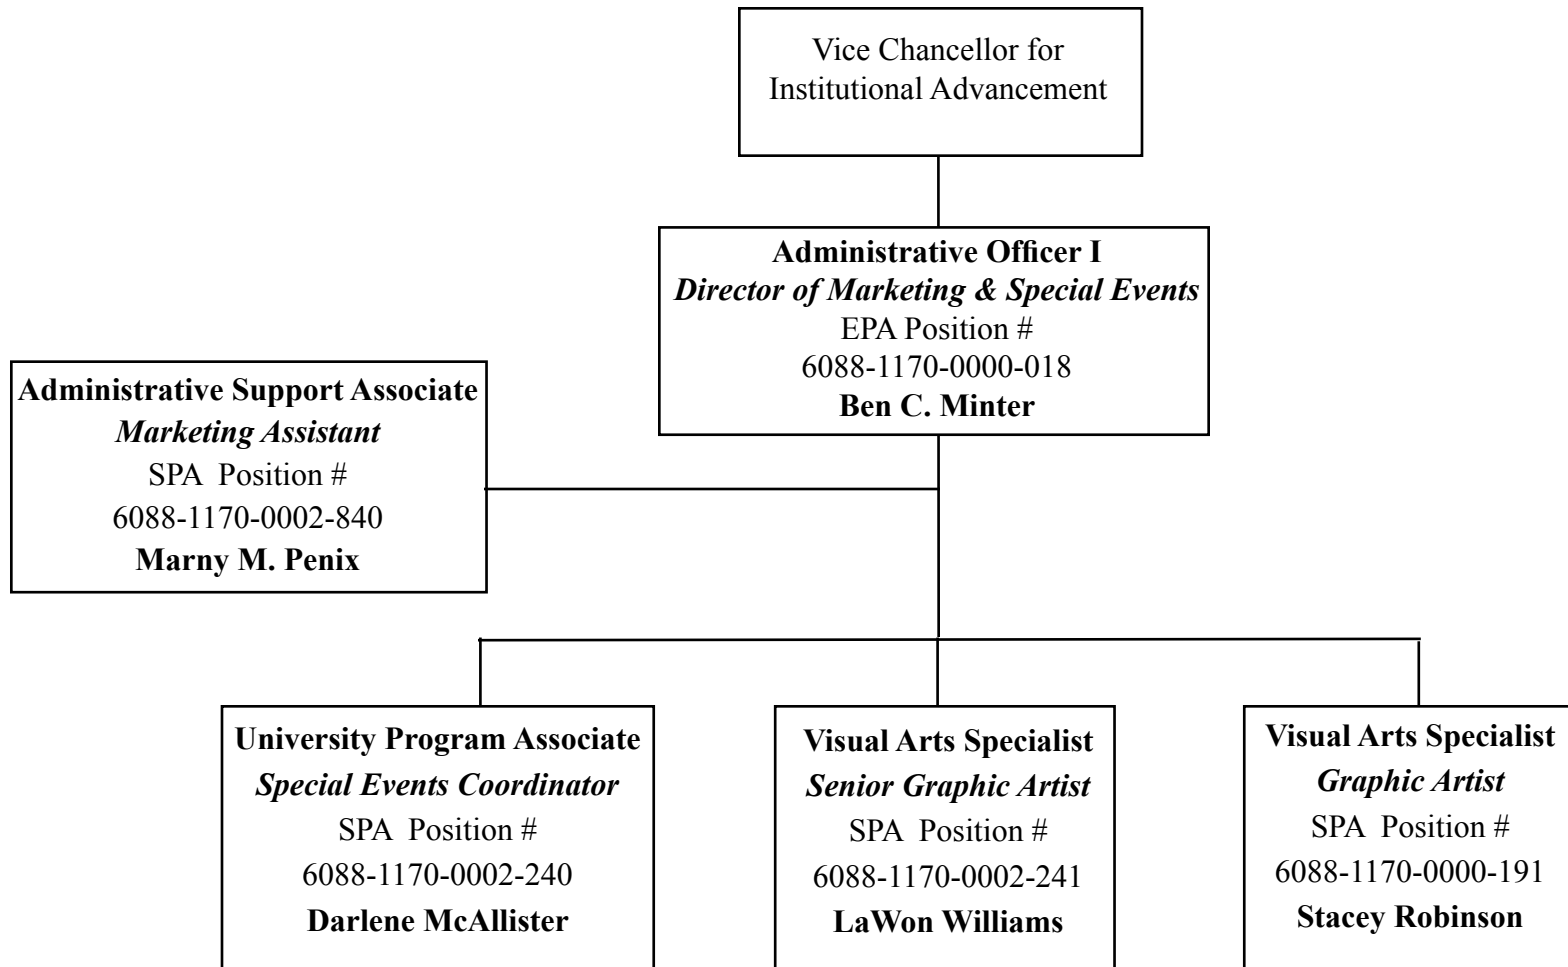 Vice Chancellor for
Institutional Advancement
Administrative Officer I
Director of Marketing & Special Events
EPA Position #
6088-1170-0000-018
Ben C. Minter
Administrative Support Associate
Marketing Assistant
SPA  Position #
6088-1170-0002-840
Marny M. Penix
University Program Associate
Special Events Coordinator
SPA  Position #
6088-1170-0002-240
Darlene McAllister
Visual Arts Specialist
Senior Graphic Artist
SPA  Position #
6088-1170-0002-241
LaWon Williams
Visual Arts Specialist
Graphic Artist
SPA  Position #
6088-1170-0000-191
Stacey Robinson